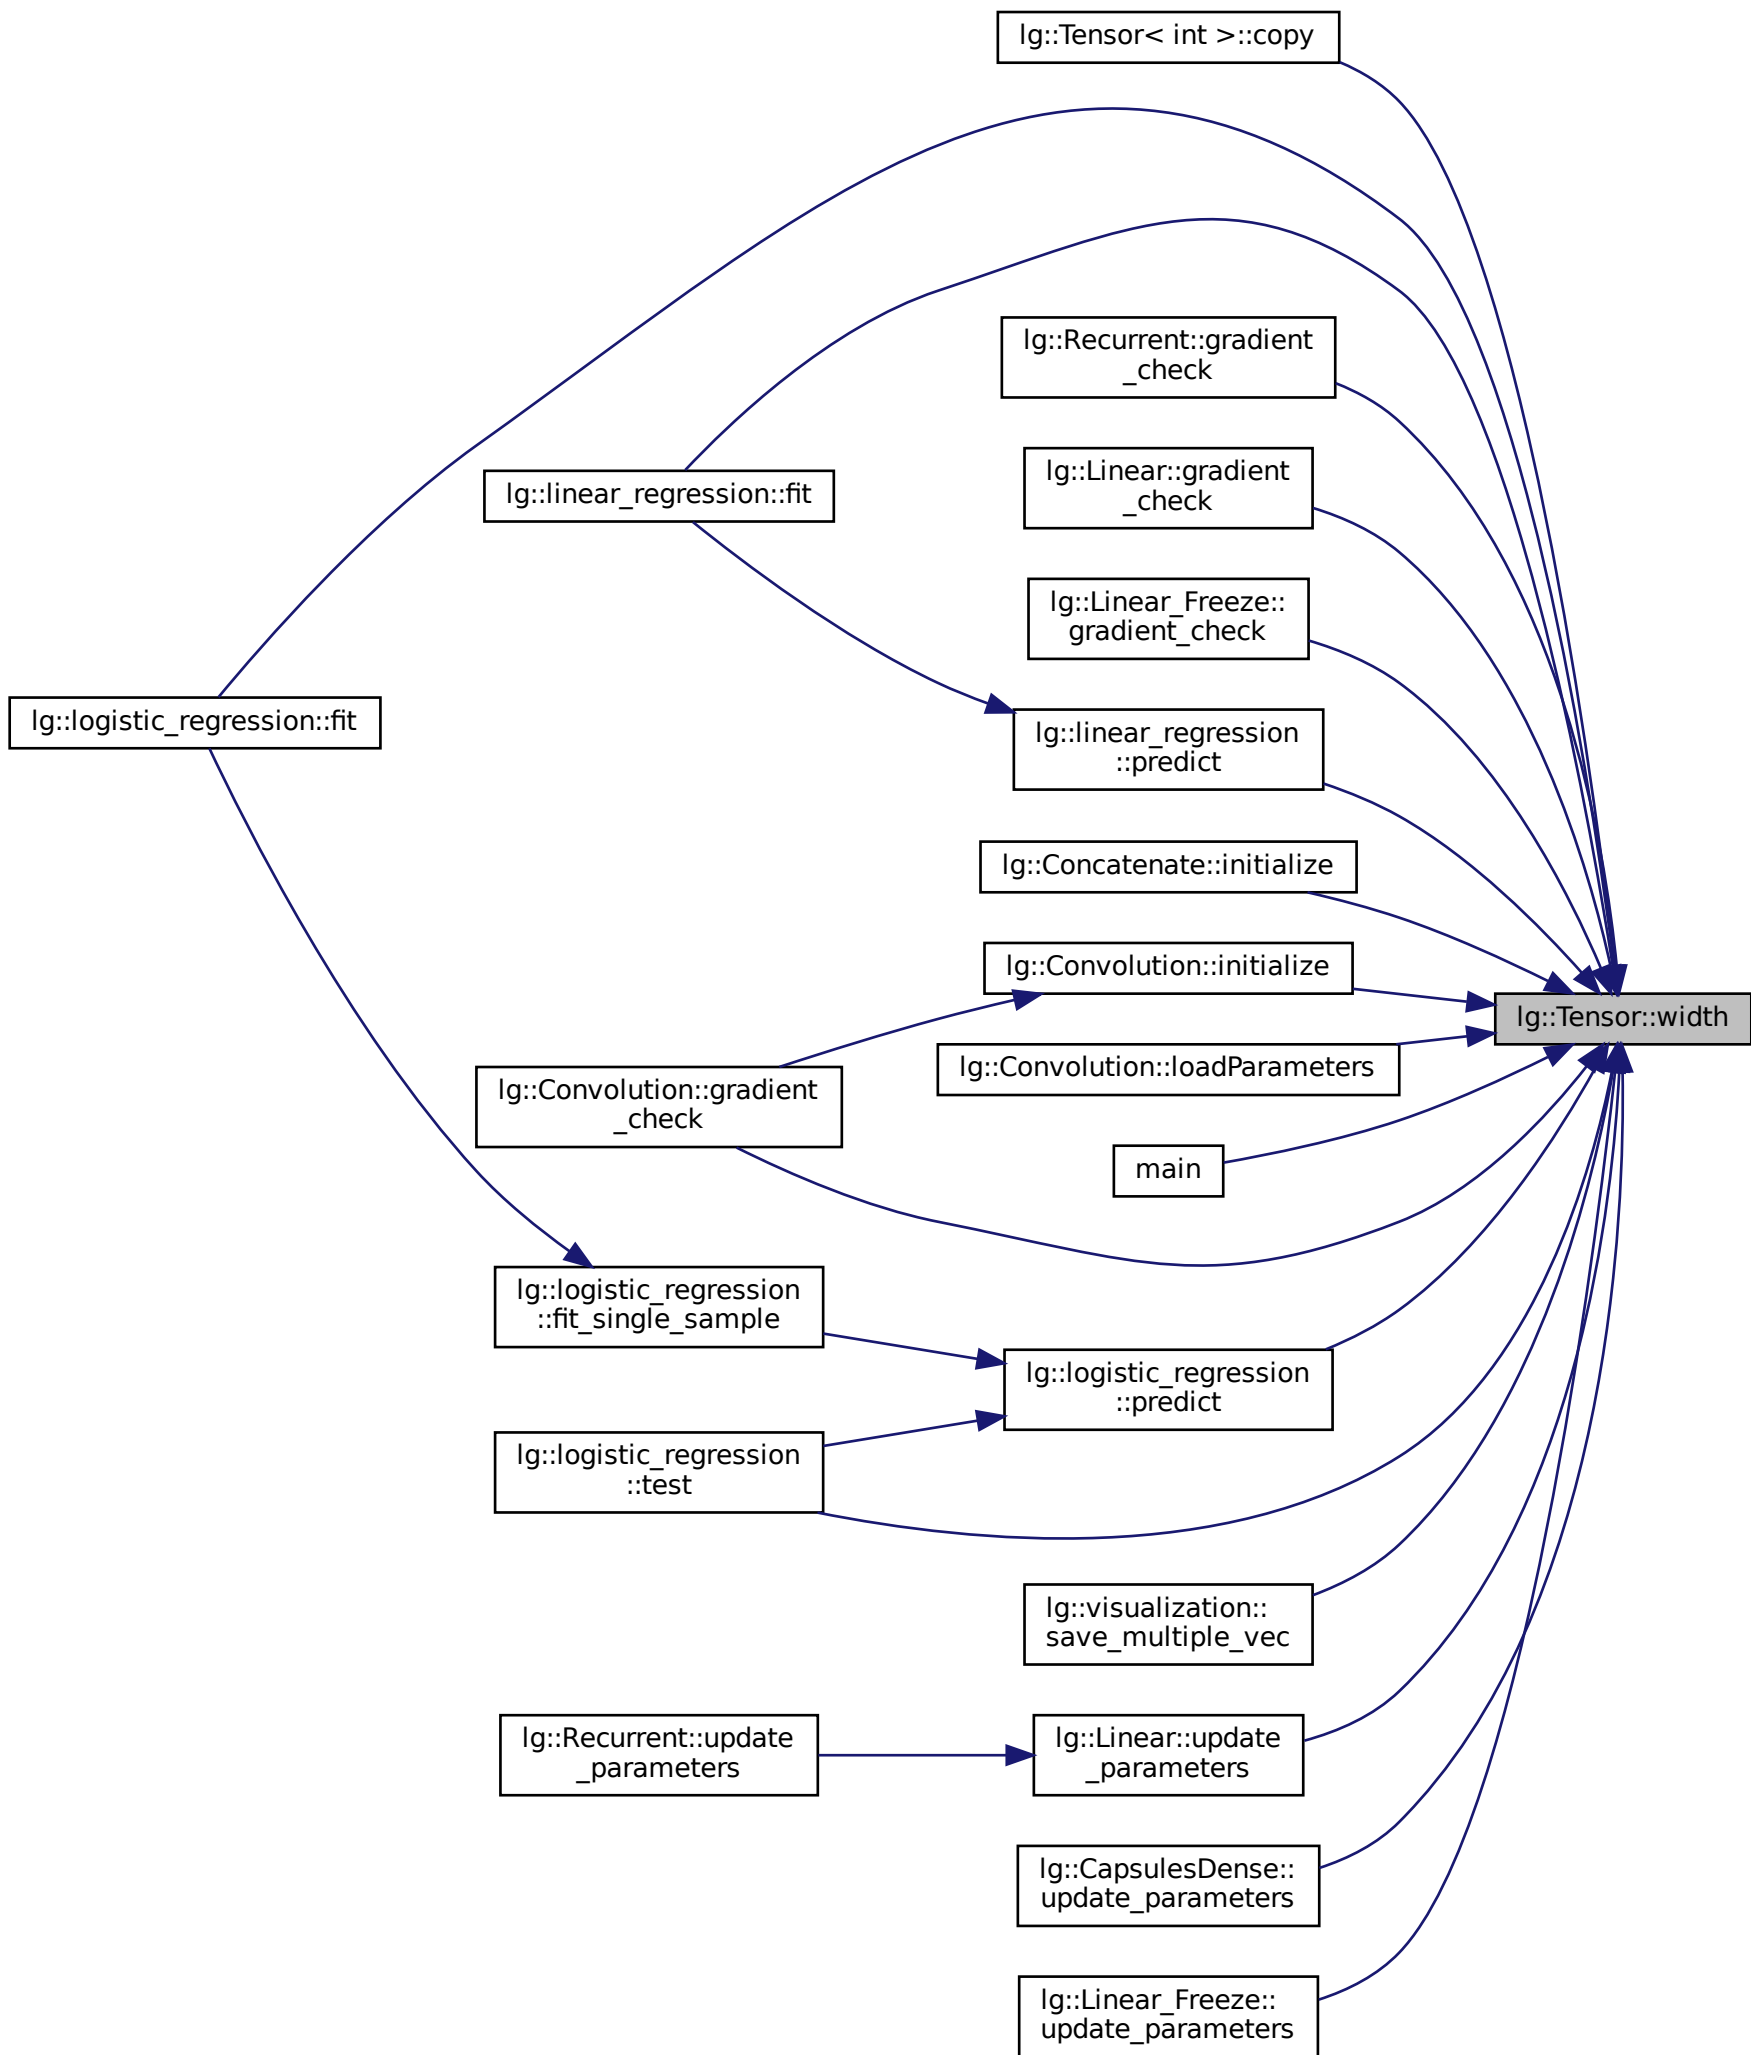 lg::Tensor< int >::copy
lg::Recurrent::gradient
_check
lg::Linear::gradient
_check
lg::linear_regression::fit
lg::Linear_Freeze::
gradient_check
lg::logistic_regression::fit
lg::linear_regression
::predict
lg::Concatenate::initialize
lg::Convolution::initialize
lg::Tensor::width
lg::Convolution::loadParameters
lg::Convolution::gradient
_check
main
lg::logistic_regression
::fit_single_sample
lg::logistic_regression
::predict
lg::logistic_regression
::test
lg::visualization::
save_multiple_vec
lg::Recurrent::update
_parameters
lg::Linear::update
_parameters
lg::CapsulesDense::
update_parameters
lg::Linear_Freeze::
update_parameters